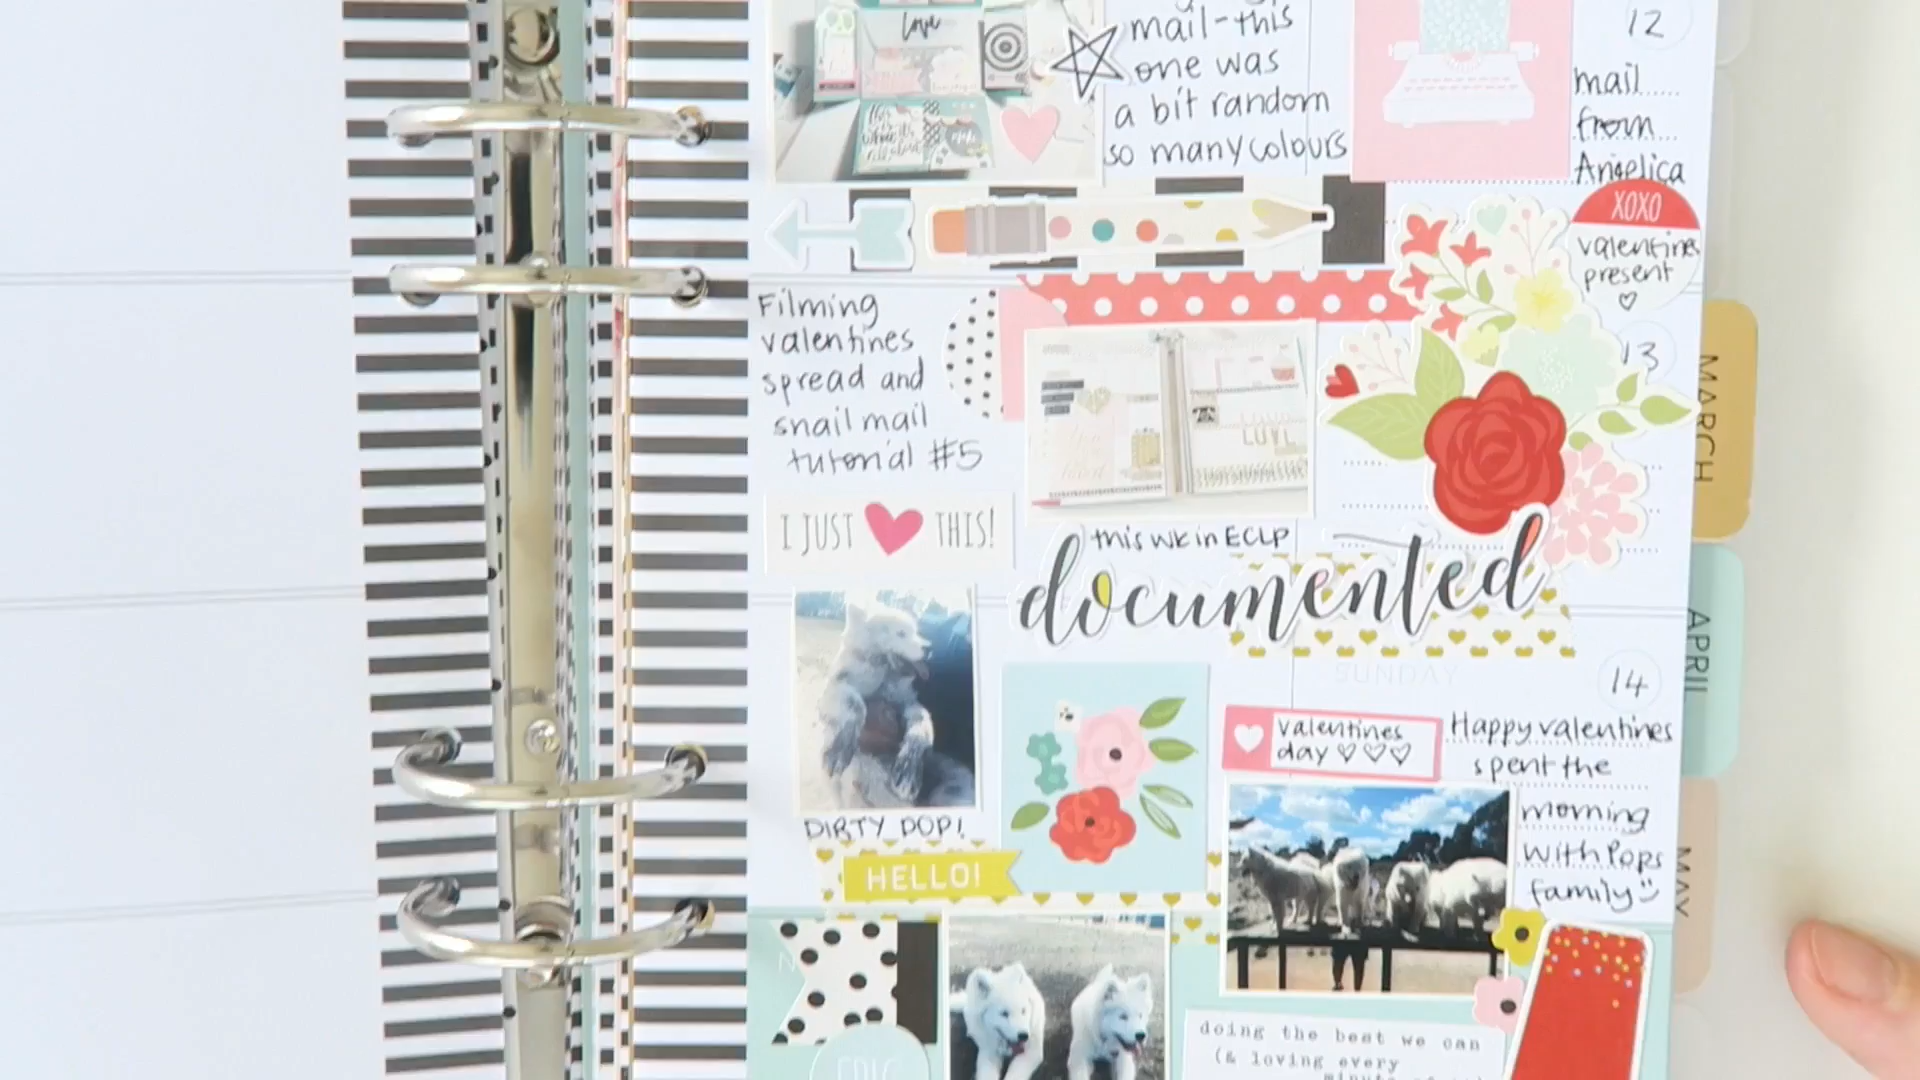 love
mail-this
one was
a bit random
so many colours
12
mail
from
Angelica
XOXO
valentines
present
Filming
valentines
spread and
snail mail
tutorial #5
13
MARCH
I JUST THIS!
this wk in ECLP
documented
APRIL
SUNDAY
14
valentines
day
Happy valentines
spent the
morning
with Pops
family
DIRTY POP!
HELLO!
MAY
EPIC
doing the best we can
(& loving every